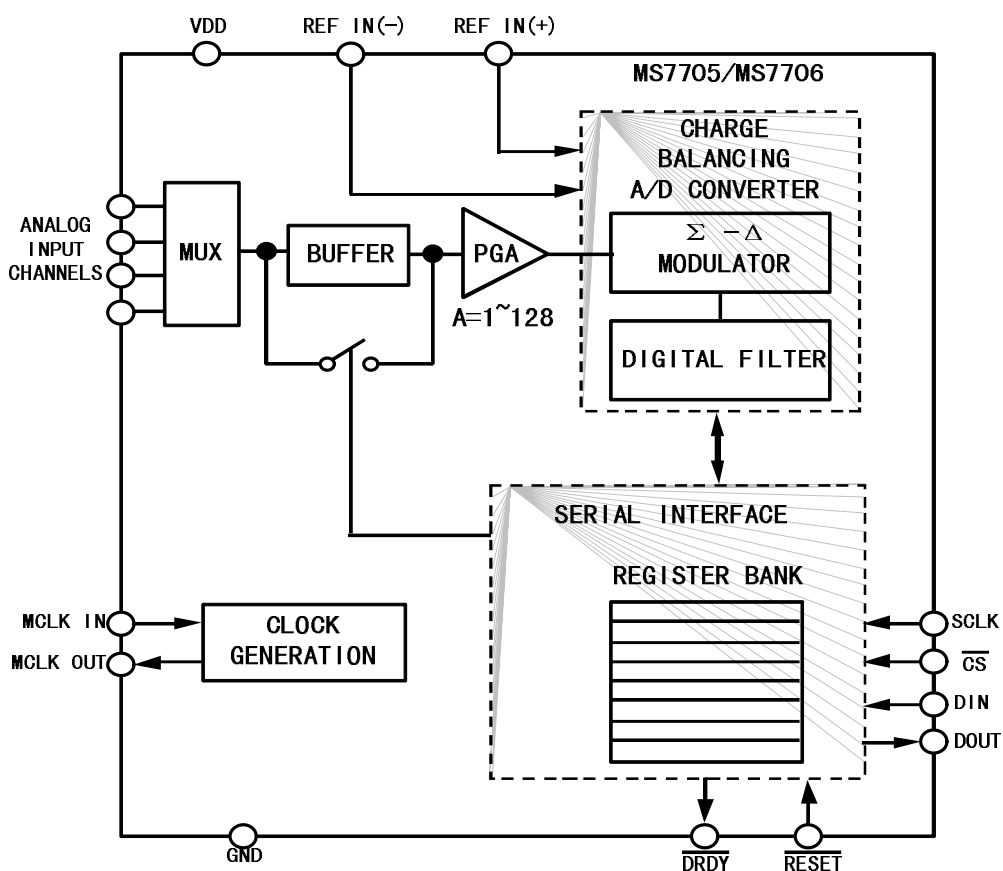 VDD
REF IN(-)
REF IN(+)
MS7705/MS7706
CHARGE
BALANCING
A/D CONVERTER
ANALOG
INPUT
CHANNELS
MUX
BUFFER
PGA
A=1~128
Σ -Δ
MODULATOR
DIGITAL FILTER
SERIAL INTERFACE
REGISTER BANK
MCLK IN
MCLK OUT
CLOCK
GENERATION
SCLK
CS
DIN
DOUT
GND
DRDY
RESET